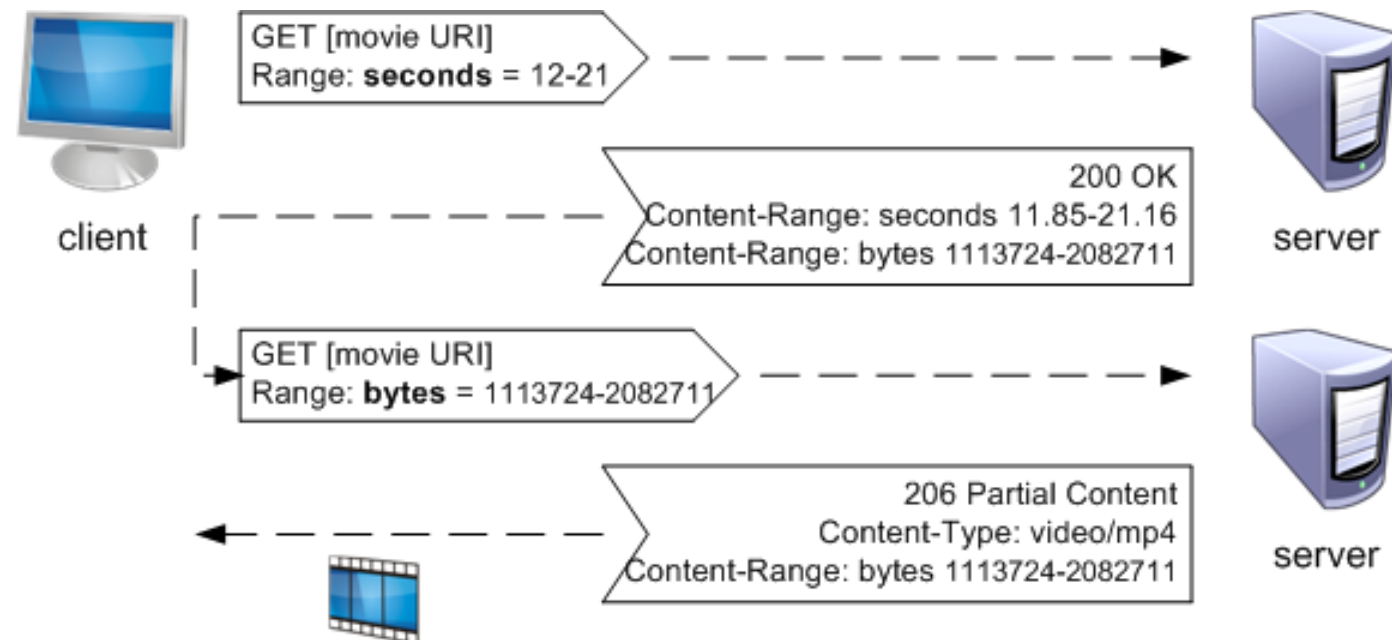 GET [movie URI]
Range: seconds = 12-21
200 OK
Content-Range: seconds 11.85-21.16
Content-Range: bytes 1113724-2082711
client
server
GET [movie URI]
Range: bytes = 1113724-2082711
206 Partial Content
Content-Type: video/mp4
Content-Range: bytes 1113724-2082711
server